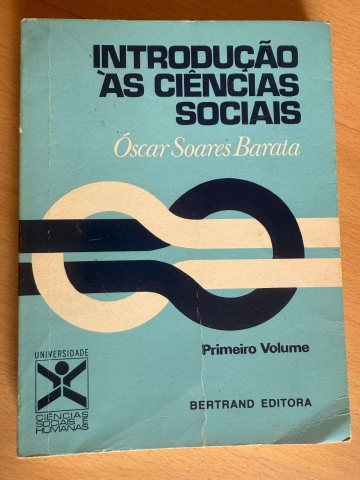 INTRODUÇÃO
ÀS CIÊNCIAS
SOCIAIS
Óscar Soares Barata
Primeiro Volume
UNIVERSIDADE
CIÊNCIAS
SOCIAIS E
HUMANAS
BERTRAND EDITORA